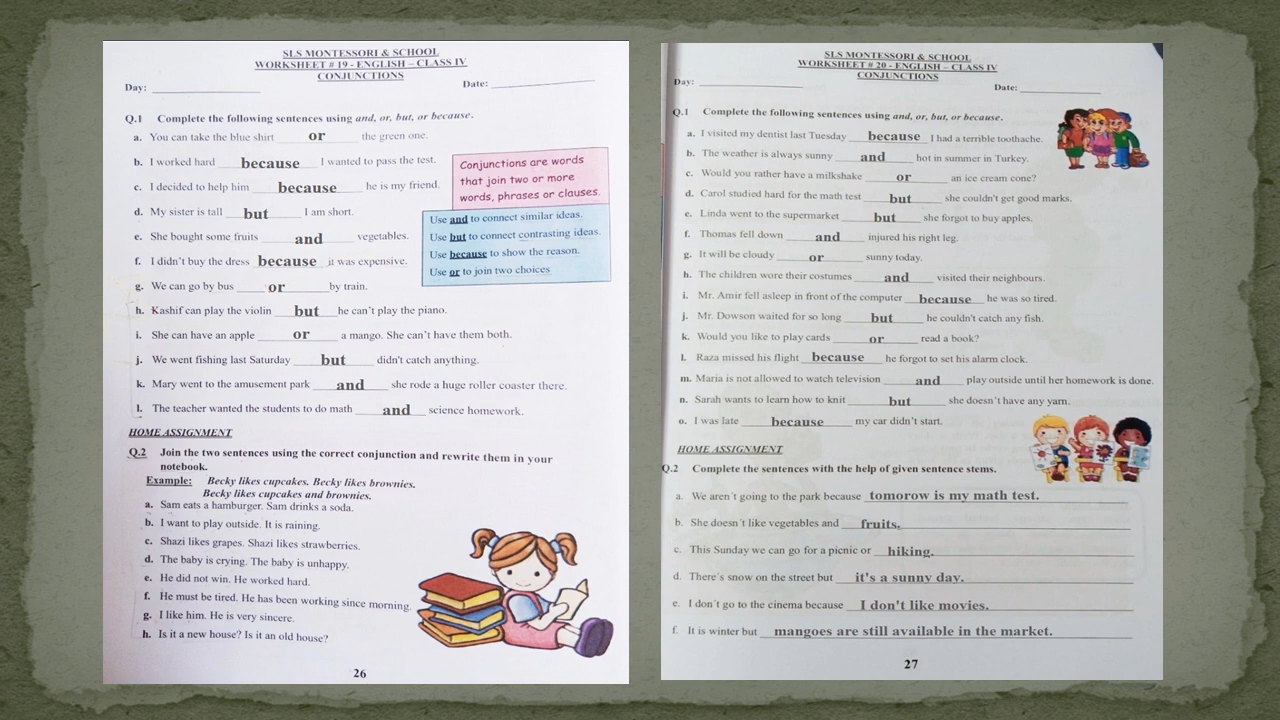 SLS MONTESSORI & SCHOOL
WORKSHEET # 19 - ENGLISH – CLASS IV
CONJUNCTIONS
Day: ____________ Date: ____________
Q.1 Complete the following sentences using and, or, but, or because.
a. You can take the blue shirt or the green one.
b. I worked hard because I wanted to pass the test.
c. I decided to help him because he is my friend.
d. My sister is tall but I am short.
e. She bought some fruits and vegetables.
f. I didn't buy the dress because it was expensive.
g. We can go by bus or by train.
h. Kashif can play the violin but he can't play the piano.
i. She can have an apple or a mango. She can't have them both.
j. We went fishing last Saturday but didn't catch anything.
k. Mary went to the amusement park and she rode a huge roller coaster there.
l. The teacher wanted the students to do math and science homework.
Conjunctions are words
that join two or more
words, phrases or clauses.
Use and to connect similar ideas.
Use but to connect contrasting ideas.
Use because to show the reason.
Use or to join two choices
HOME ASSIGNMENT
Q.2 Join the two sentences using the correct conjunction and rewrite them in your
notebook.
Example: Becky likes cupcakes. Becky likes brownies.
Becky likes cupcakes and brownies.
a. Sam eats a hamburger. Sam drinks a soda.
b. I want to play outside. It is raining.
c. Shazi likes grapes. Shazi likes strawberries.
d. The baby is crying. The baby is unhappy.
e. He did not win. He worked hard.
f. He must be tired. He has been working since morning.
g. I like him. He is very sincere.
h. Is it a new house? Is it an old house?
26
SLS MONTESSORI & SCHOOL
WORKSHEET # 20 - ENGLISH – CLASS IV
CONJUNCTIONS
Day: ____________ Date: ____________
Q.1 Complete the following sentences using and, or, but, or because.
a. I visited my dentist last Tuesday because I had a terrible toothache.
b. The weather is always sunny and hot in summer in Turkey.
c. Would you rather have a milkshake or an ice cream cone?
d. Carol studied hard for the math test but she couldn't get good marks.
e. Linda went to the supermarket but she forgot to buy apples.
f. Thomas fell down and injured his right leg.
g. It will be cloudy or sunny today.
h. The children wore their costumes and visited their neighbours.
i. Mr. Amir fell asleep in front of the computer because he was so tired.
j. Mr. Dowson waited for so long but he couldn't catch any fish.
k. Would you like to play cards or read a book?
l. Raza missed his flight because he forgot to set his alarm clock.
m. Maria is not allowed to watch television and play outside until her homework is done.
n. Sarah wants to learn how to knit but she doesn't have any yarn.
o. I was late because my car didn't start.
HOME ASSIGNMENT
Q.2 Complete the sentences with the help of given sentence stems.
a. We aren't going to the park because tomorow is my math test.
b. She doesn't like vegetables and fruits.
c. This Sunday we can go for a picnic or hiking.
d. There's snow on the street but it's a sunny day.
e. I don't go to the cinema because I don't like movies.
f. It is winter but mangoes are still available in the market.
27